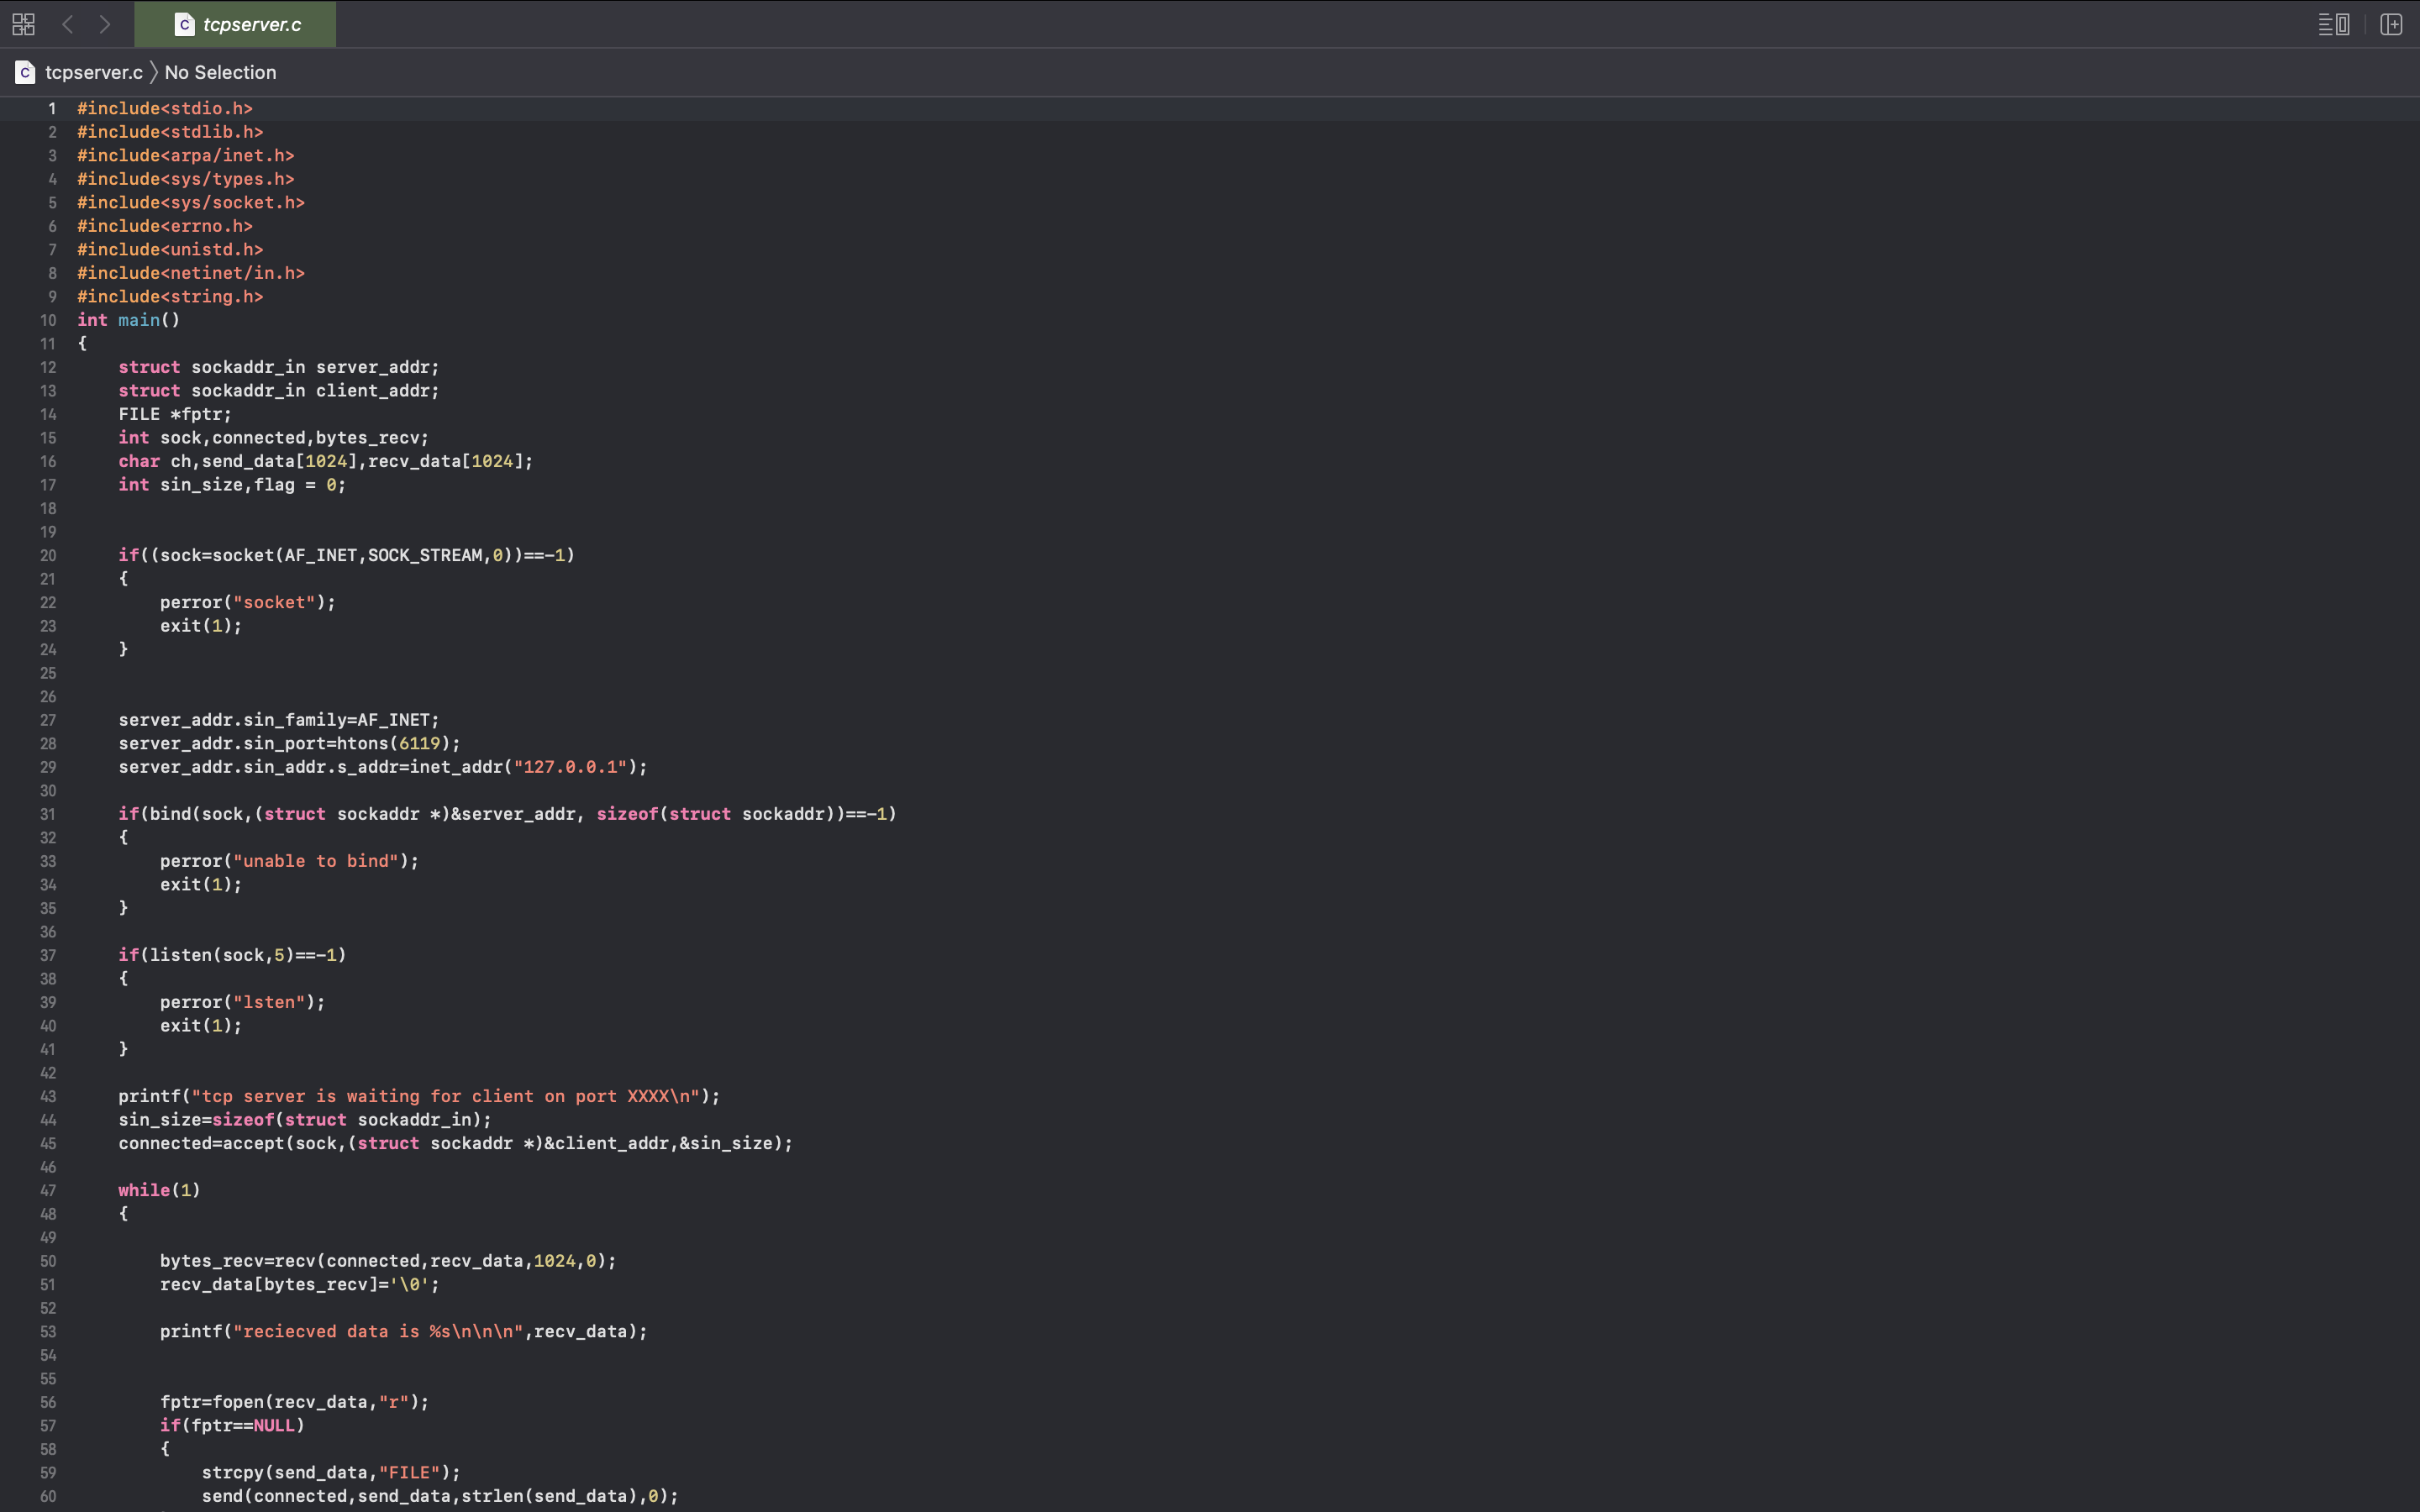 C tcpserver.c
C tcpserver.c 〉 No Selection
1 #include<stdio.h>
2 #include<stdlib.h>
3 #include<arpa/inet.h>
4 #include<sys/types.h>
5 #include<sys/socket.h>
6 #include<errno.h>
7 #include<unistd.h>
8 #include<netinet/in.h>
9 #include<string.h>
10 int main()
11 {
12     struct sockaddr_in server_addr;
13     struct sockaddr_in client_addr;
14     FILE *fptr;
15     int sock,connected,bytes_recv;
16     char ch,send_data[1024],recv_data[1024];
17     int sin_size,flag = 0;
18
19
20     if((sock=socket(AF_INET,SOCK_STREAM,0))==-1)
21     {
22         perror("socket");
23         exit(1);
24     }
25
26
27     server_addr.sin_family=AF_INET;
28     server_addr.sin_port=htons(6119);
29     server_addr.sin_addr.s_addr=inet_addr("127.0.0.1");
30
31     if(bind(sock,(struct sockaddr *)&server_addr, sizeof(struct sockaddr))==-1)
32     {
33         perror("unable to bind");
34         exit(1);
35     }
36
37     if(listen(sock,5)==-1)
38     {
39         perror("lsten");
40         exit(1);
41     }
42
43     printf("tcp server is waiting for client on port XXXX\n");
44     sin_size=sizeof(struct sockaddr_in);
45     connected=accept(sock,(struct sockaddr *)&client_addr,&sin_size);
46
47     while(1)
48     {
49
50         bytes_recv=recv(connected,recv_data,1024,0);
51         recv_data[bytes_recv]='\0';
52
53         printf("reciecved data is %s\n\n\n",recv_data);
54
55
56         fptr=fopen(recv_data,"r");
57         if(fptr==NULL)
58         {
59             strcpy(send_data,"FILE");
60             send(connected,send_data,strlen(send_data),0);